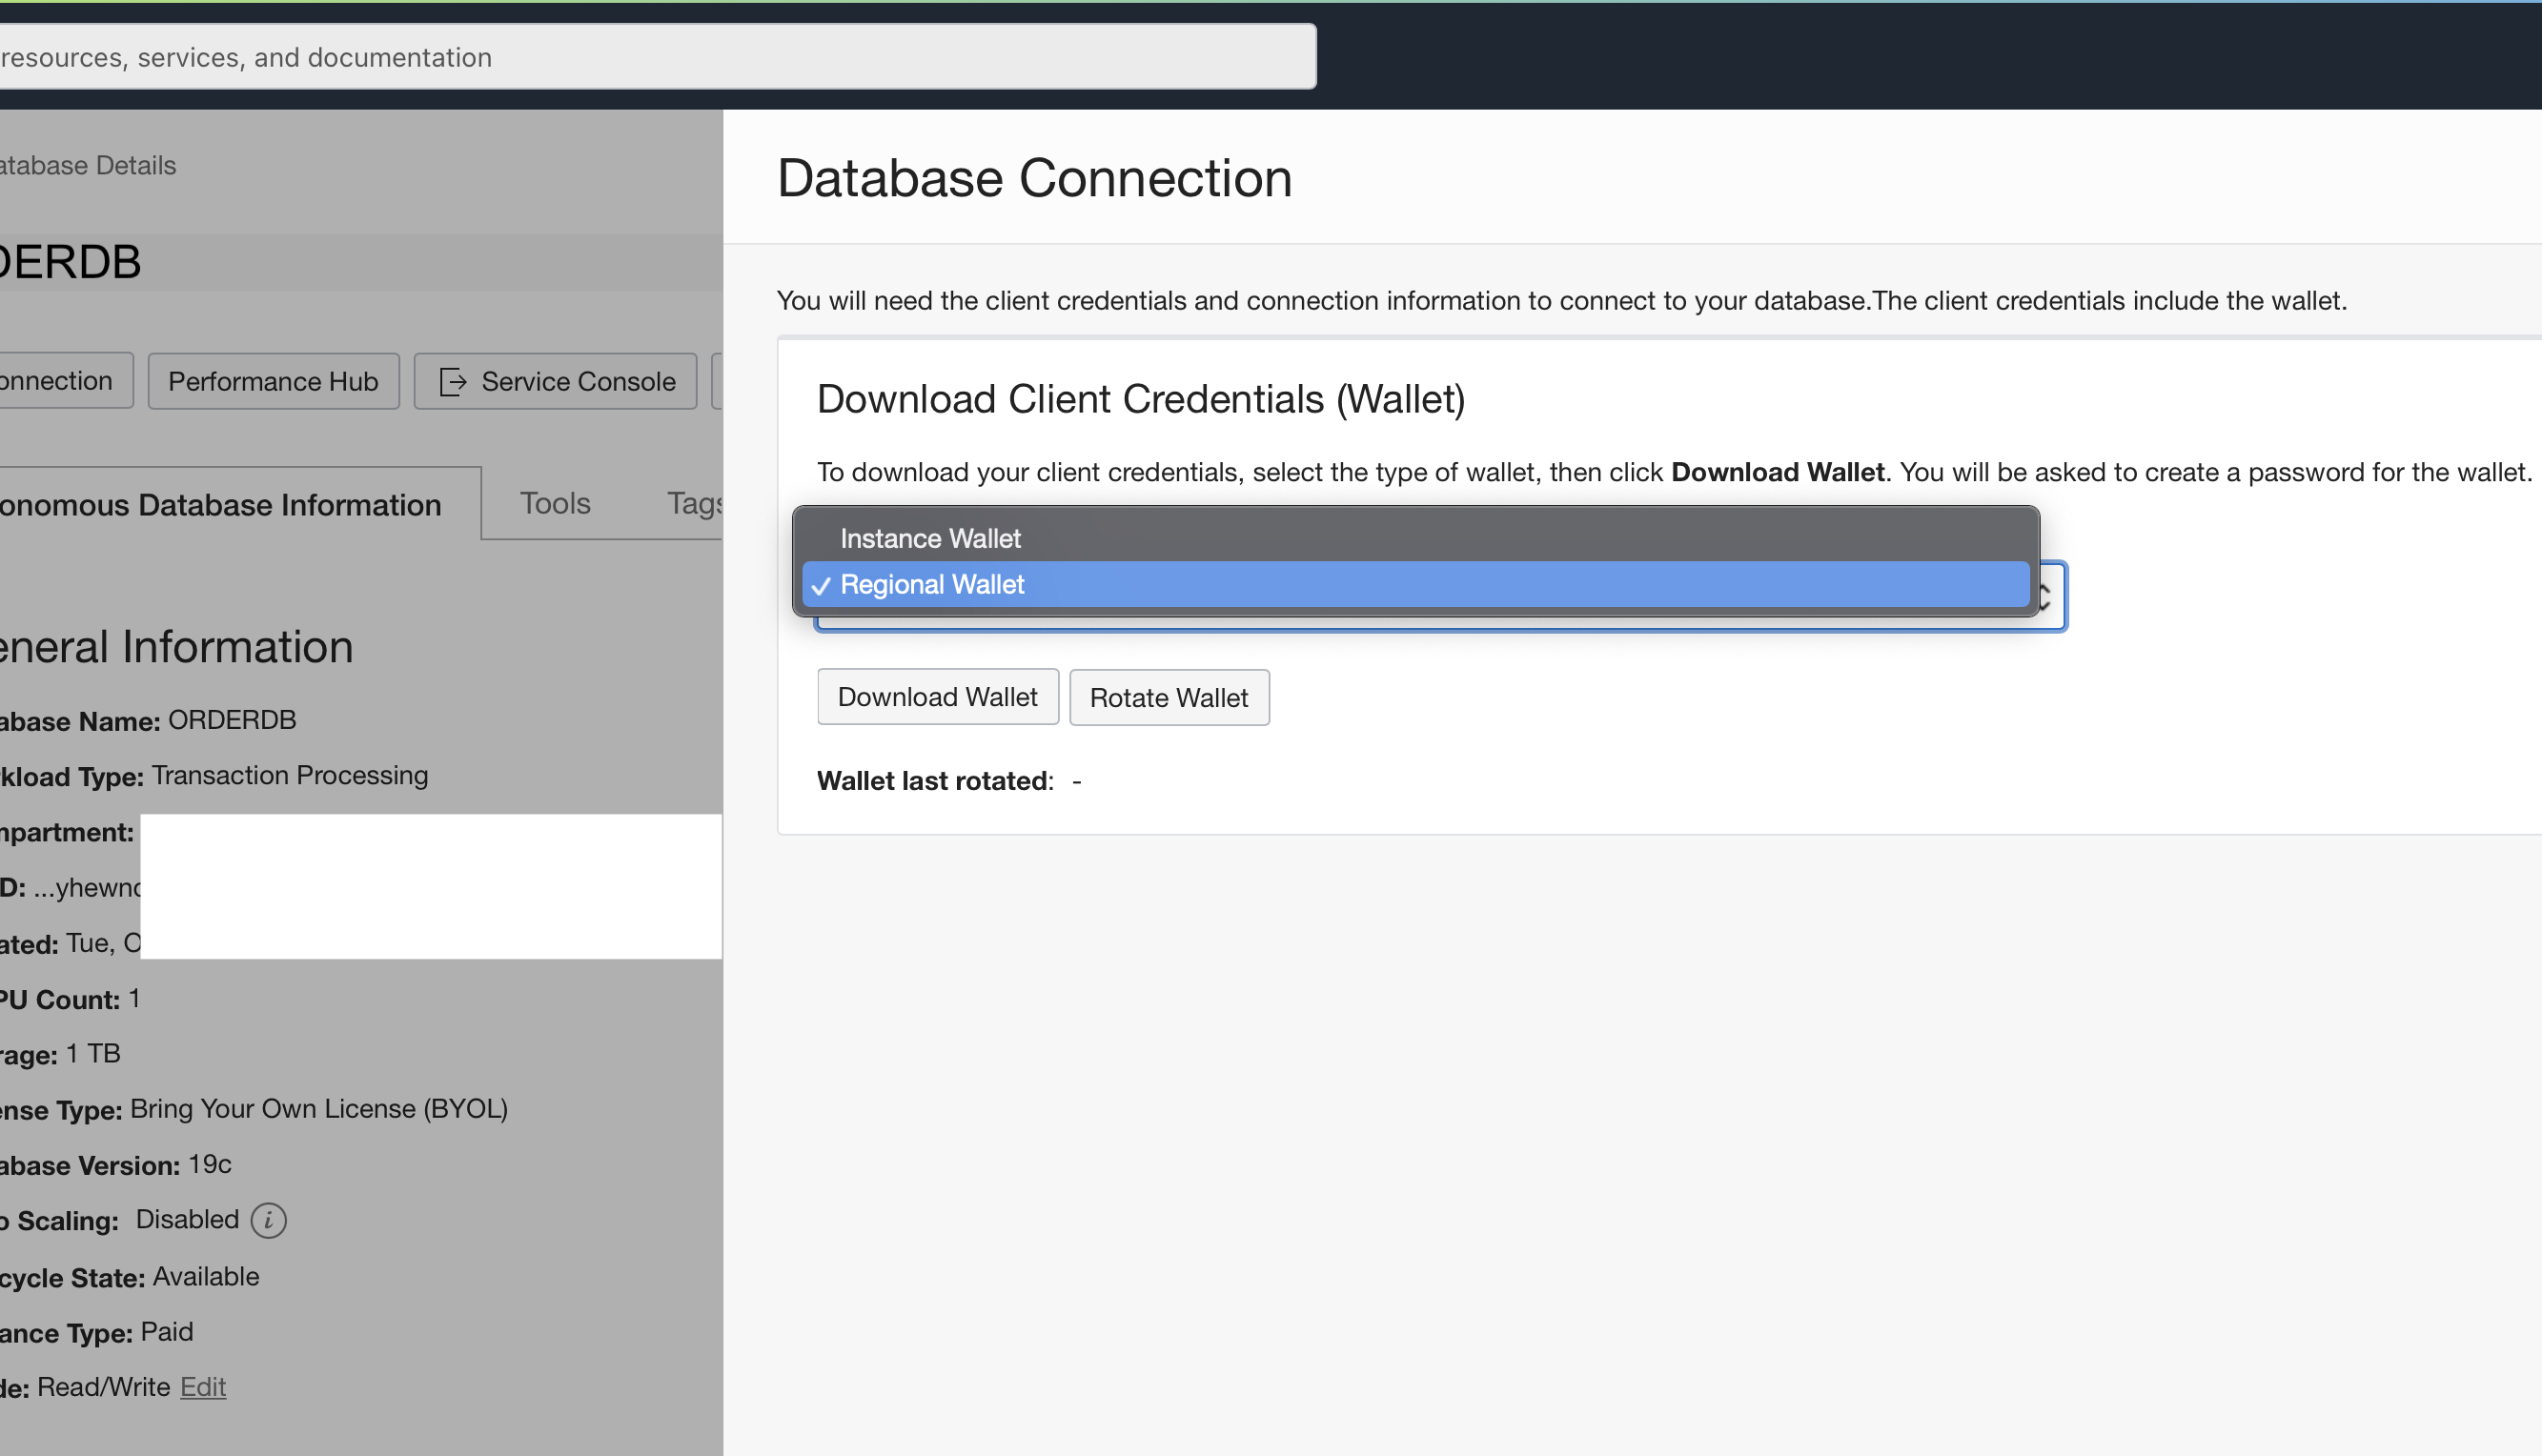 resources, services, and documentation
atabase Details
DERDB
onnection
Performance Hub
Service Console
onomous Database Information
Tools
Tags
eneral Information
abase Name: ORDERDB
kload Type: Transaction Processing
mpartment:
D: ...yhewnc
ated: Tue, O
PU Count: 1
rage: 1 TB
ense Type: Bring Your Own License (BYOL)
abase Version: 19c
o Scaling: Disabled i
cycle State: Available
ance Type: Paid
de: Read/Write Edit
Database Connection
You will need the client credentials and connection information to connect to your database.The client credentials include the wallet.
Download Client Credentials (Wallet)
To download your client credentials, select the type of wallet, then click Download Wallet. You will be asked to create a password for the wallet.
Instance Wallet
✓ Regional Wallet
Download Wallet
Rotate Wallet
Wallet last rotated: -